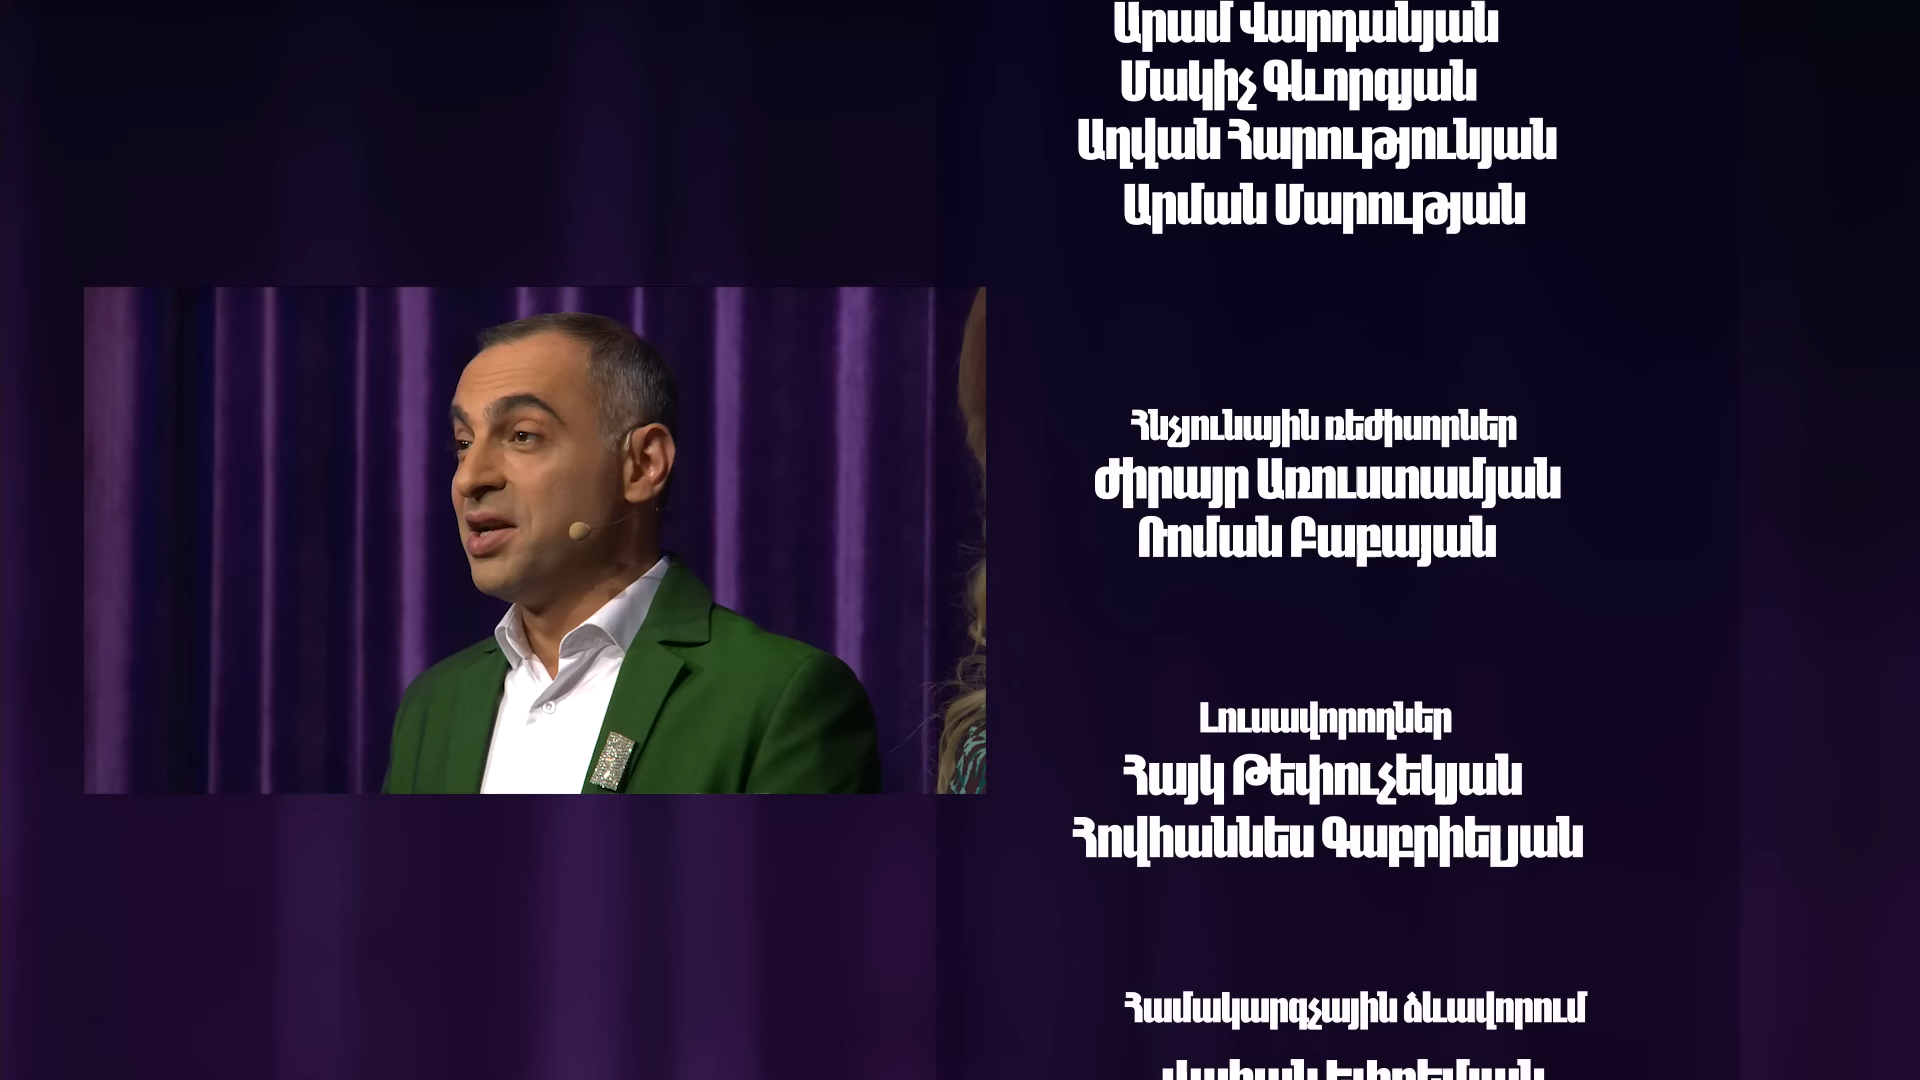 Արամ Վարդանյան
Մակիչ Գևորգյան
Աղվան Հարությունյան
Արման Մարության
Հնչյունային ռեժիսորներ
Ժիրայր Առուստամյան
Ռոման Բաբայան
Լուսավորողներ
Հայկ Թեփուչեկյան
Հովհաննես Գաբրիելյան
Համակարգչային ձևավորում